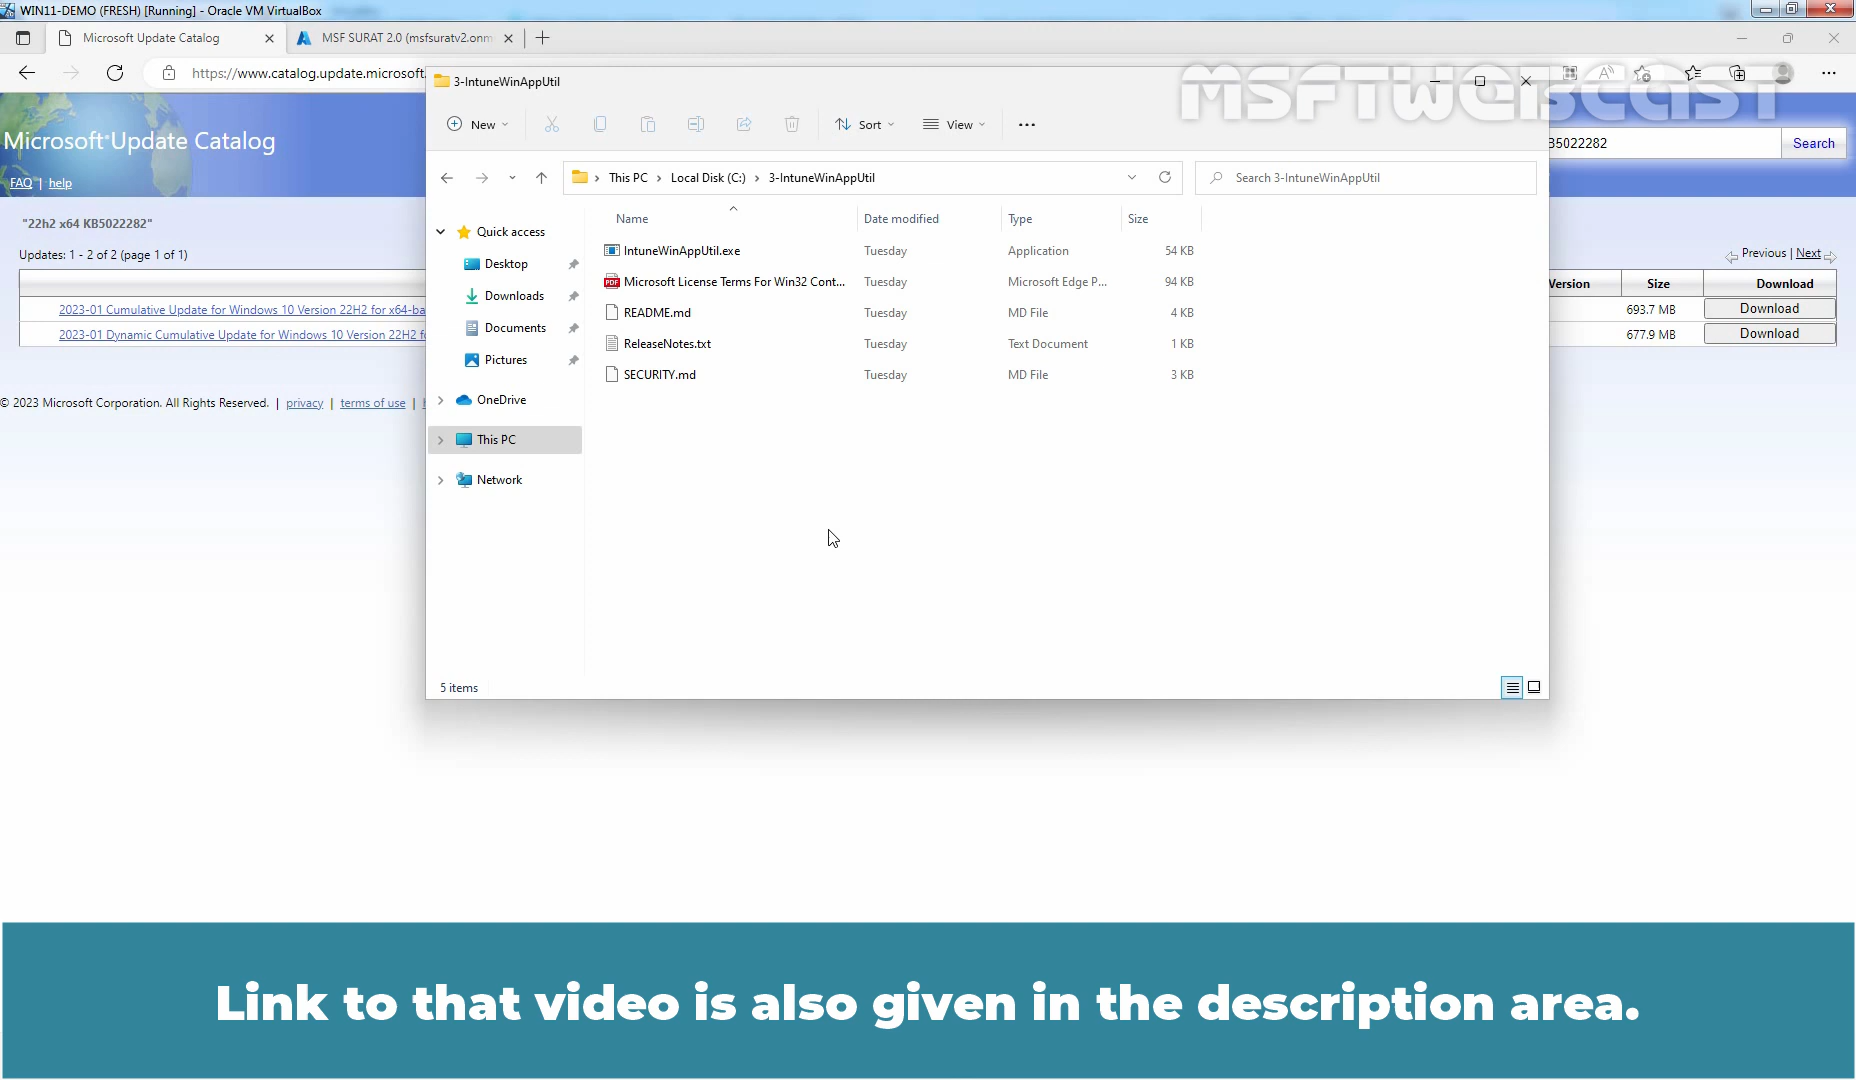 WIN11-DEMO (FRESH) [Running] - Oracle VM VirtualBox
Microsoft Update Catalog
MSF SURAT 2.0 (msfsuratv2.onm
https://www.catalog.update.microsoft.
3-IntuneWinAppUtil
MSFTWEBCAST
New
Sort
View
Microsoft Update Catalog
FAQ | help
35022282
Search
This PC > Local Disk (C:) > 3-IntuneWinAppUtil
Search 3-IntuneWinAppUtil
"22h2 x64 KB5022282"
Updates: 1 - 2 of 2 (page 1 of 1)
Previous | Next
Version Size Download
2023-01 Cumulative Update for Windows 10 Version 22H2 for x64-ba
693.7 MB Download
2023-01 Dynamic Cumulative Update for Windows 10 Version 22H2 f
677.9 MB Download
© 2023 Microsoft Corporation. All Rights Reserved. | privacy | terms of use | h
Quick access
Desktop
Downloads
Documents
Pictures
OneDrive
This PC
Network
Name Date modified Type Size
IntuneWinAppUtil.exe Tuesday Application 54 KB
PDF Microsoft License Terms For Win32 Cont... Tuesday Microsoft Edge P... 94 KB
README.md Tuesday MD File 4 KB
ReleaseNotes.txt Tuesday Text Document 1 KB
SECURITY.md Tuesday MD File 3 KB
5 items
Link to that video is also given in the description area.